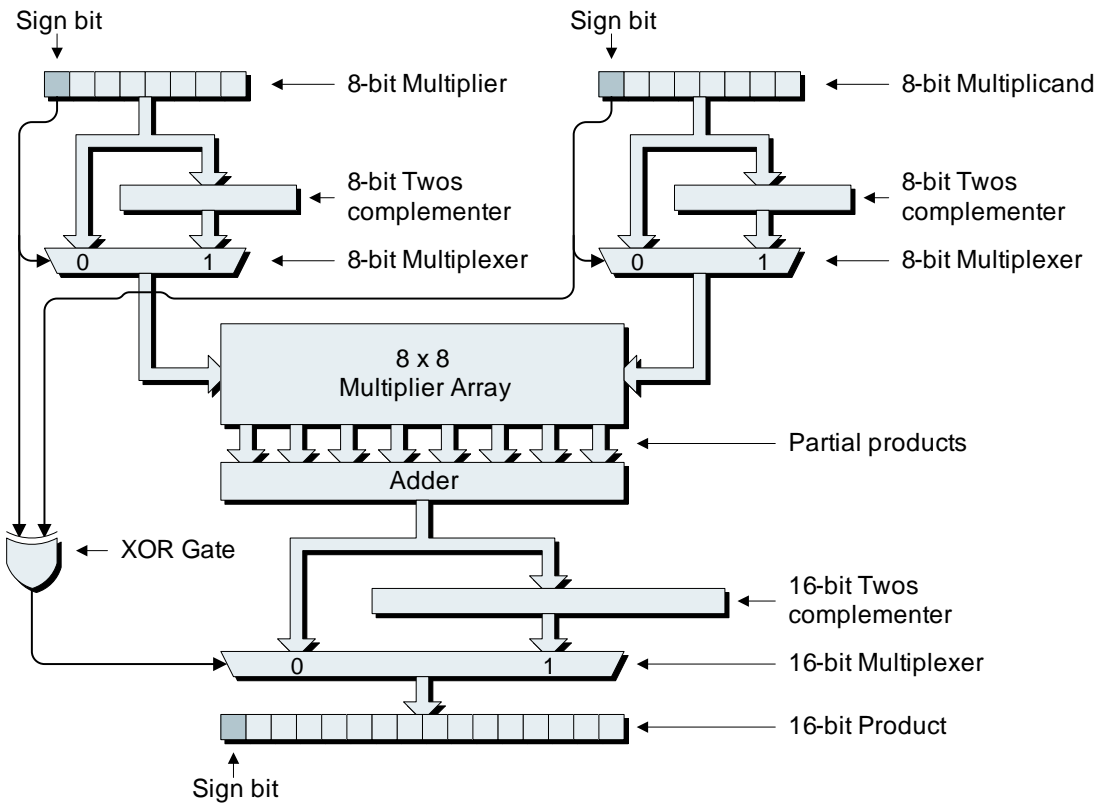 Sign bit
Sign bit
8-bit Multiplier
8-bit Multiplicand
8-bit Twos
complementer
8-bit Twos
complementer
0 1
8-bit Multiplexer
0 1
8-bit Multiplexer
8 x 8
Multiplier Array
Partial products
Adder
XOR Gate
16-bit Twos
complementer
0 1
16-bit Multiplexer
16-bit Product
Sign bit